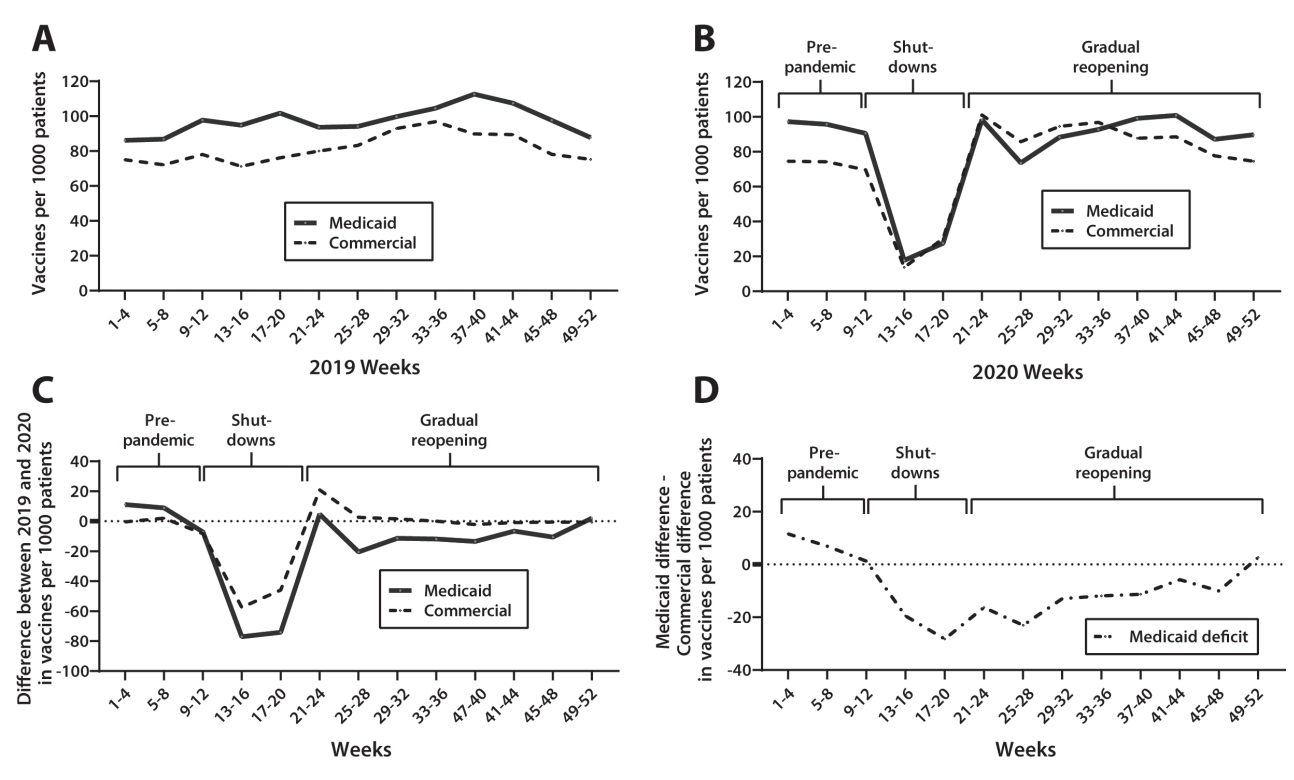 A
Vaccines per 1000 patients
120
100
80
60
40
20
0
Medicaid
Commercial
1-4
5-8
9-12
13-16
17-20
21-24
25-28
29-32
33-36
37-40
41-44
45-48
49-52
2019 Weeks
B
Pre-
pandemic
Shut-
downs
Gradual
reopening
Vaccines per 1000 patients
120
100
80
60
40
20
0
Medicaid
Commercial
1-4
5-8
9-12
13-16
17-20
21-24
25-28
29-32
33-36
37-40
41-44
45-48
49-52
2020 Weeks
C
Pre-
pandemic
Shut-
downs
Gradual
reopening
Difference between 2019 and 2020
in vaccines per 1000 patients
40
20
0
-20
-40
-60
-80
-100
Medicaid
Commercial
1-4
5-8
9-12
13-16
17-20
21-24
25-28
29-32
33-36
47-40
41-44
45-48
49-52
Weeks
D
Pre-
pandemic
Shut-
downs
Gradual
reopening
Medicaid difference -
Commercial difference
in vaccines per 1000 patients
40
20
0
-20
-40
Medicaid deficit
1-4
5-8
9-12
13-16
17-20
21-24
25-28
29-32
33-36
37-40
41-44
45-48
49-52
Weeks